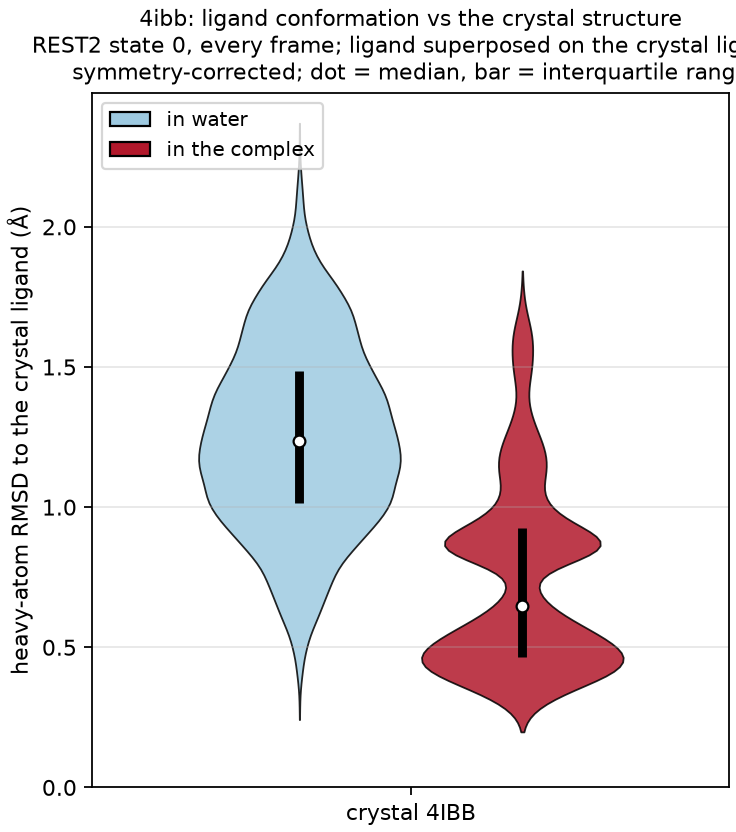 4ibb: ligand conformation vs the crystal structure
REST2 state 0, every frame; ligand superposed on the crystal lig
symmetry-corrected; dot = median, bar = interquartile rang
in water
in the complex
heavy-atom RMSD to the crystal ligand (Å)
2.0
1.5
1.0
0.5
0.0
crystal 4IBB